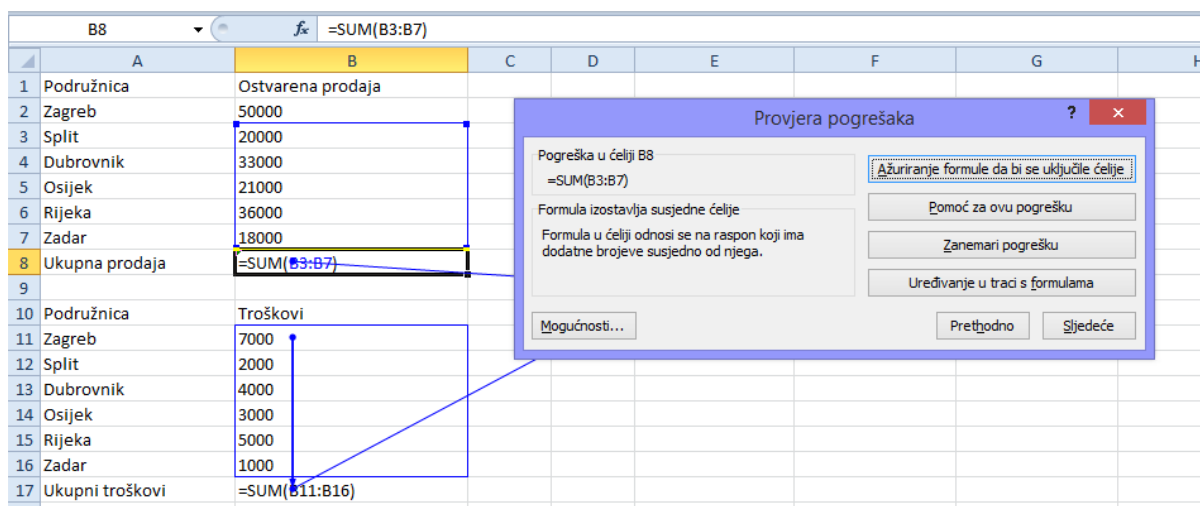 B8 fx =SUM(B3:B7)
A B C D E F G H
1 Podružnica Ostvarena prodaja
2 Zagreb 50000
3 Split 20000
4 Dubrovnik 33000
5 Osijek 21000
6 Rijeka 36000
7 Zadar 18000
8 Ukupna prodaja =SUM(B3:B7)
9
10 Podružnica Troškovi
11 Zagreb 7000
12 Split 2000
13 Dubrovnik 4000
14 Osijek 3000
15 Rijeka 5000
16 Zadar 1000
17 Ukupni troškovi =SUM(B11:B16)
Provjera pogrešaka ? ×
Pogreška u ćeliji B8
=SUM(B3:B7)
Formula izostavlja susjedne ćelije
Formula u ćeliji odnosi se na raspon koji ima
dodatne brojeve susjedno od njega.
Ažuriranje formule da bi se uključile ćelije
Pomoć za ovu pogrešku
Zanemari pogrešku
Uređivanje u traci s formulama
Mogućnosti... Prethodno Sljedeće